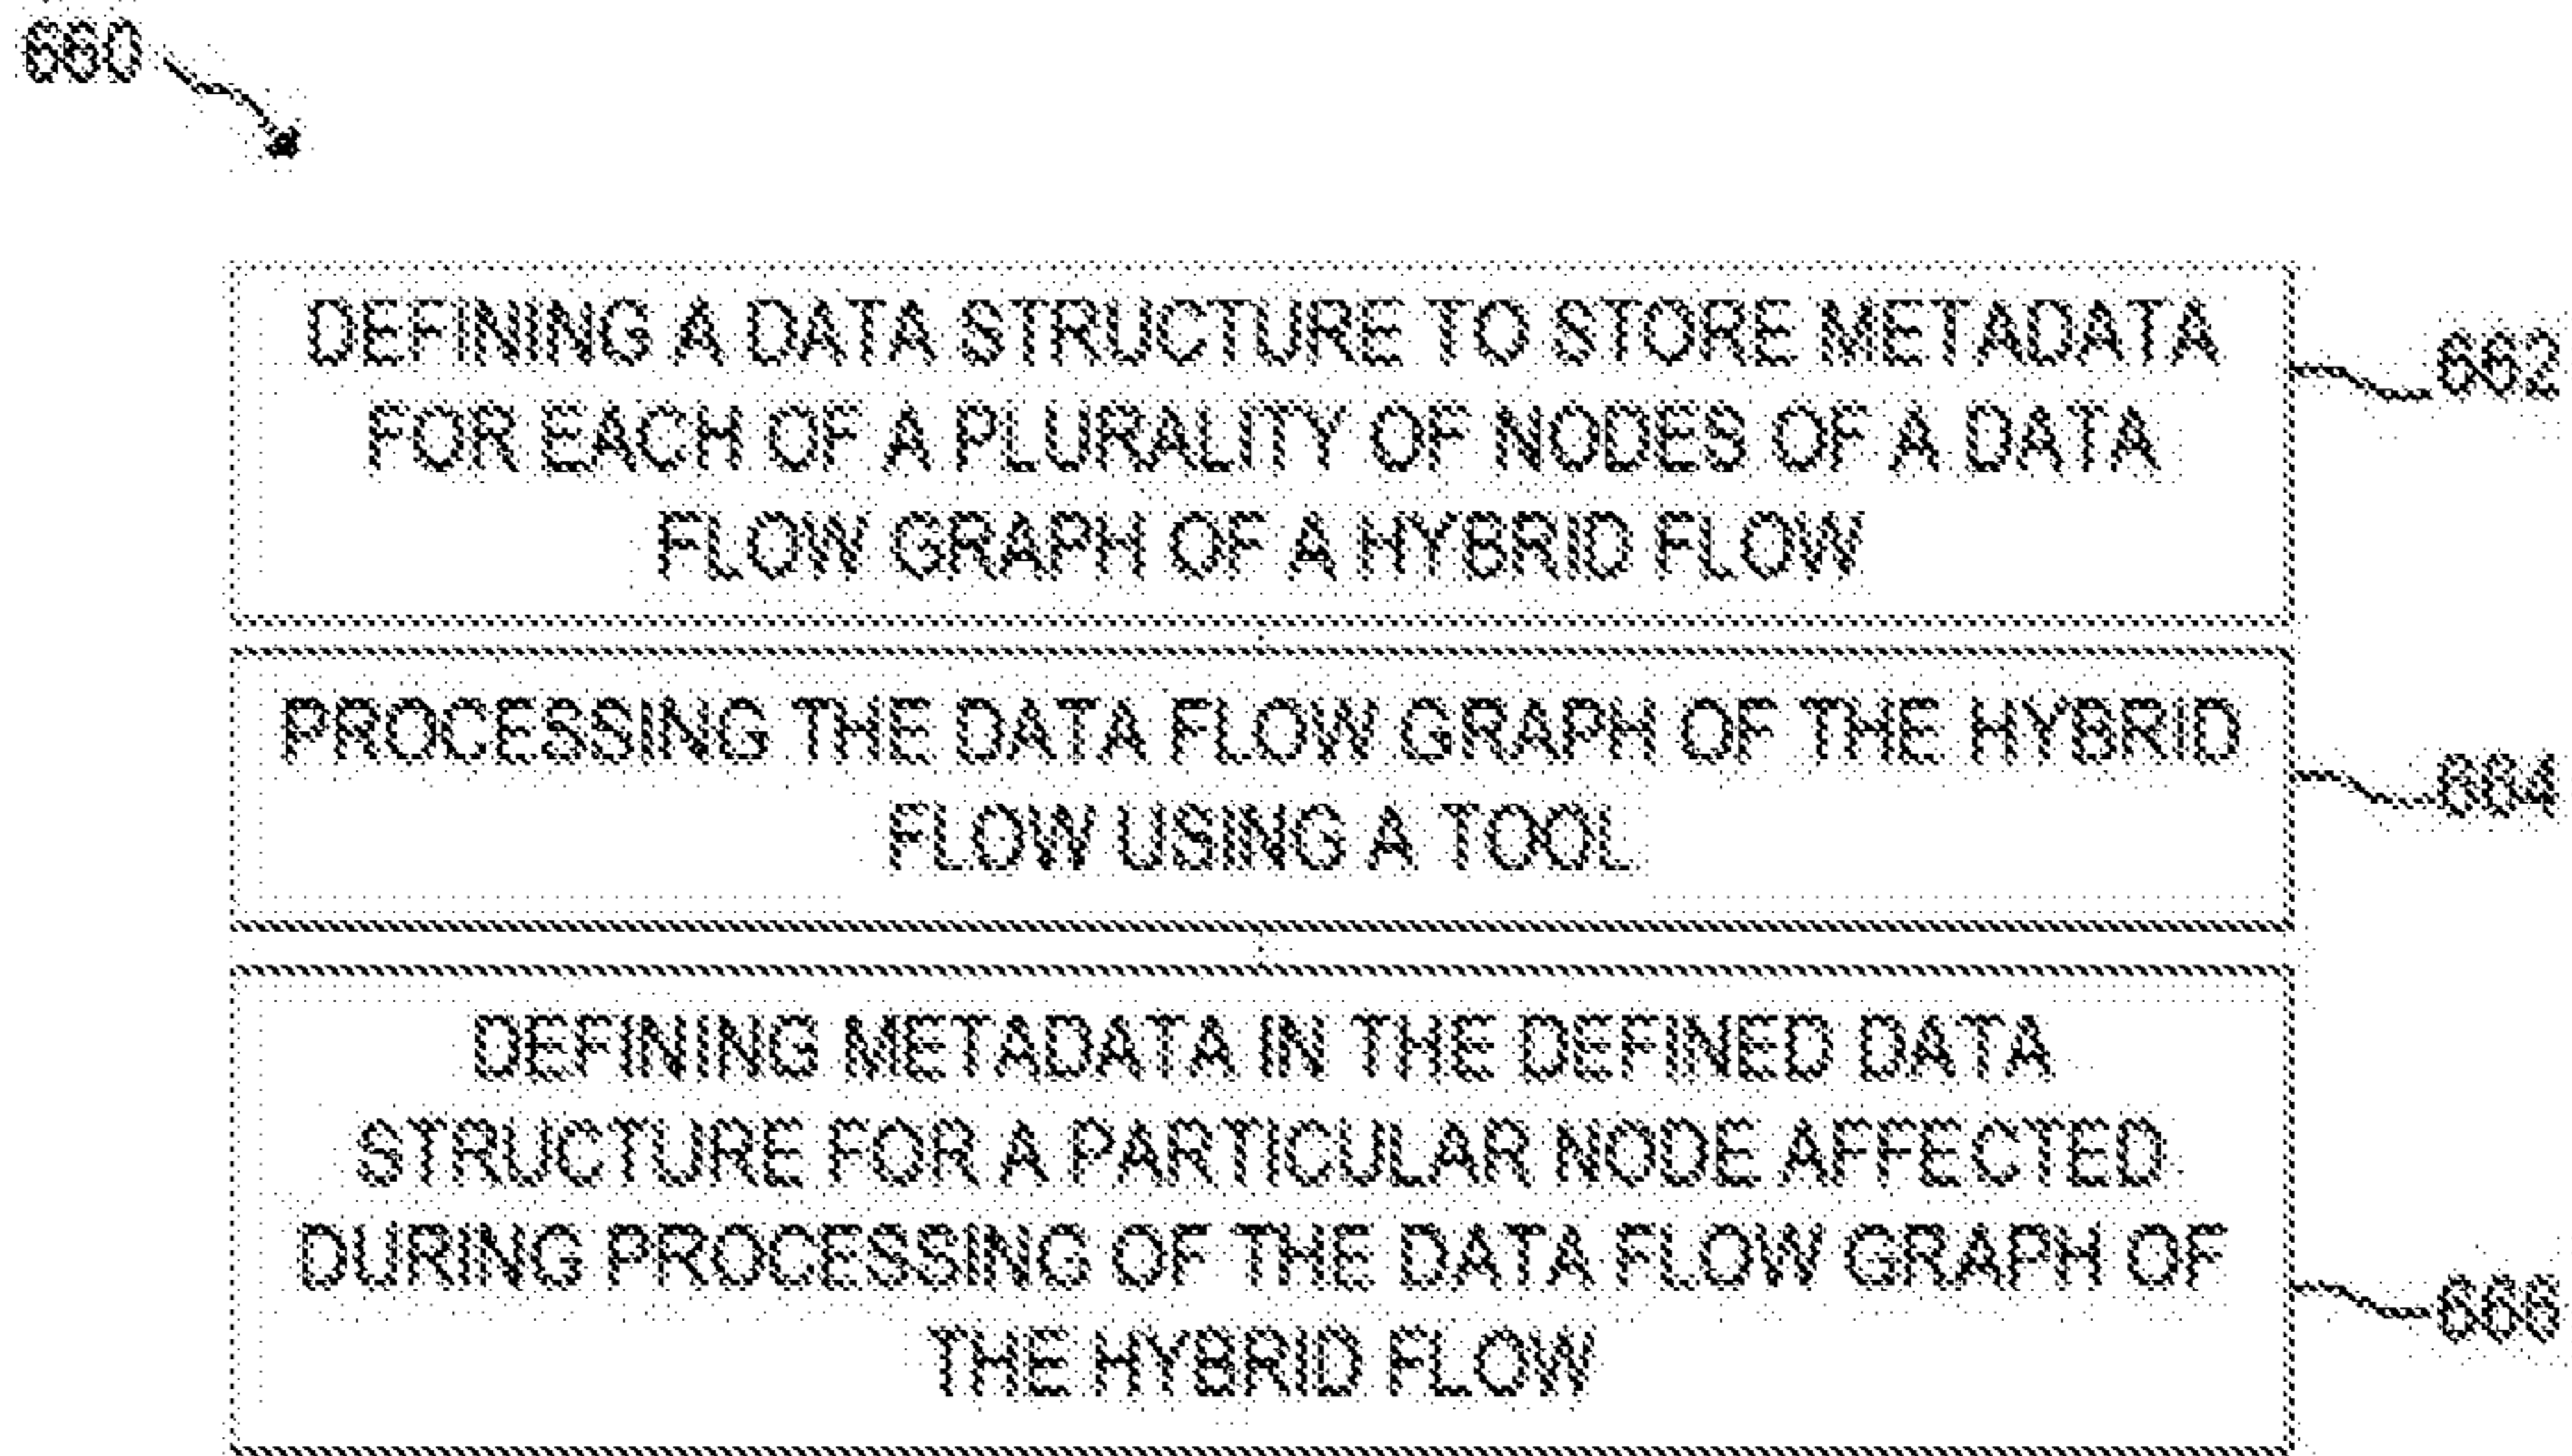 660
DEFINING A DATA STRUCTURE TO STORE METADATA
662
FOR EACH OF A PLURALITY OF NODES OF A DATA
FLOW GRAPH OF A HYBRID FLOW
PROCESSING THE DATA FLOW GRAPH OF THE HYBRID
664
FLOW USING A TOOL
DEFINING METADATA IN THE DEFINED DATA
STRUCTURE FOR A PARTICULAR NODE AFFECTED
DURING PROCESSING OF THE DATA FLOW GRAPH OF
666
THE HYBRID FLOW